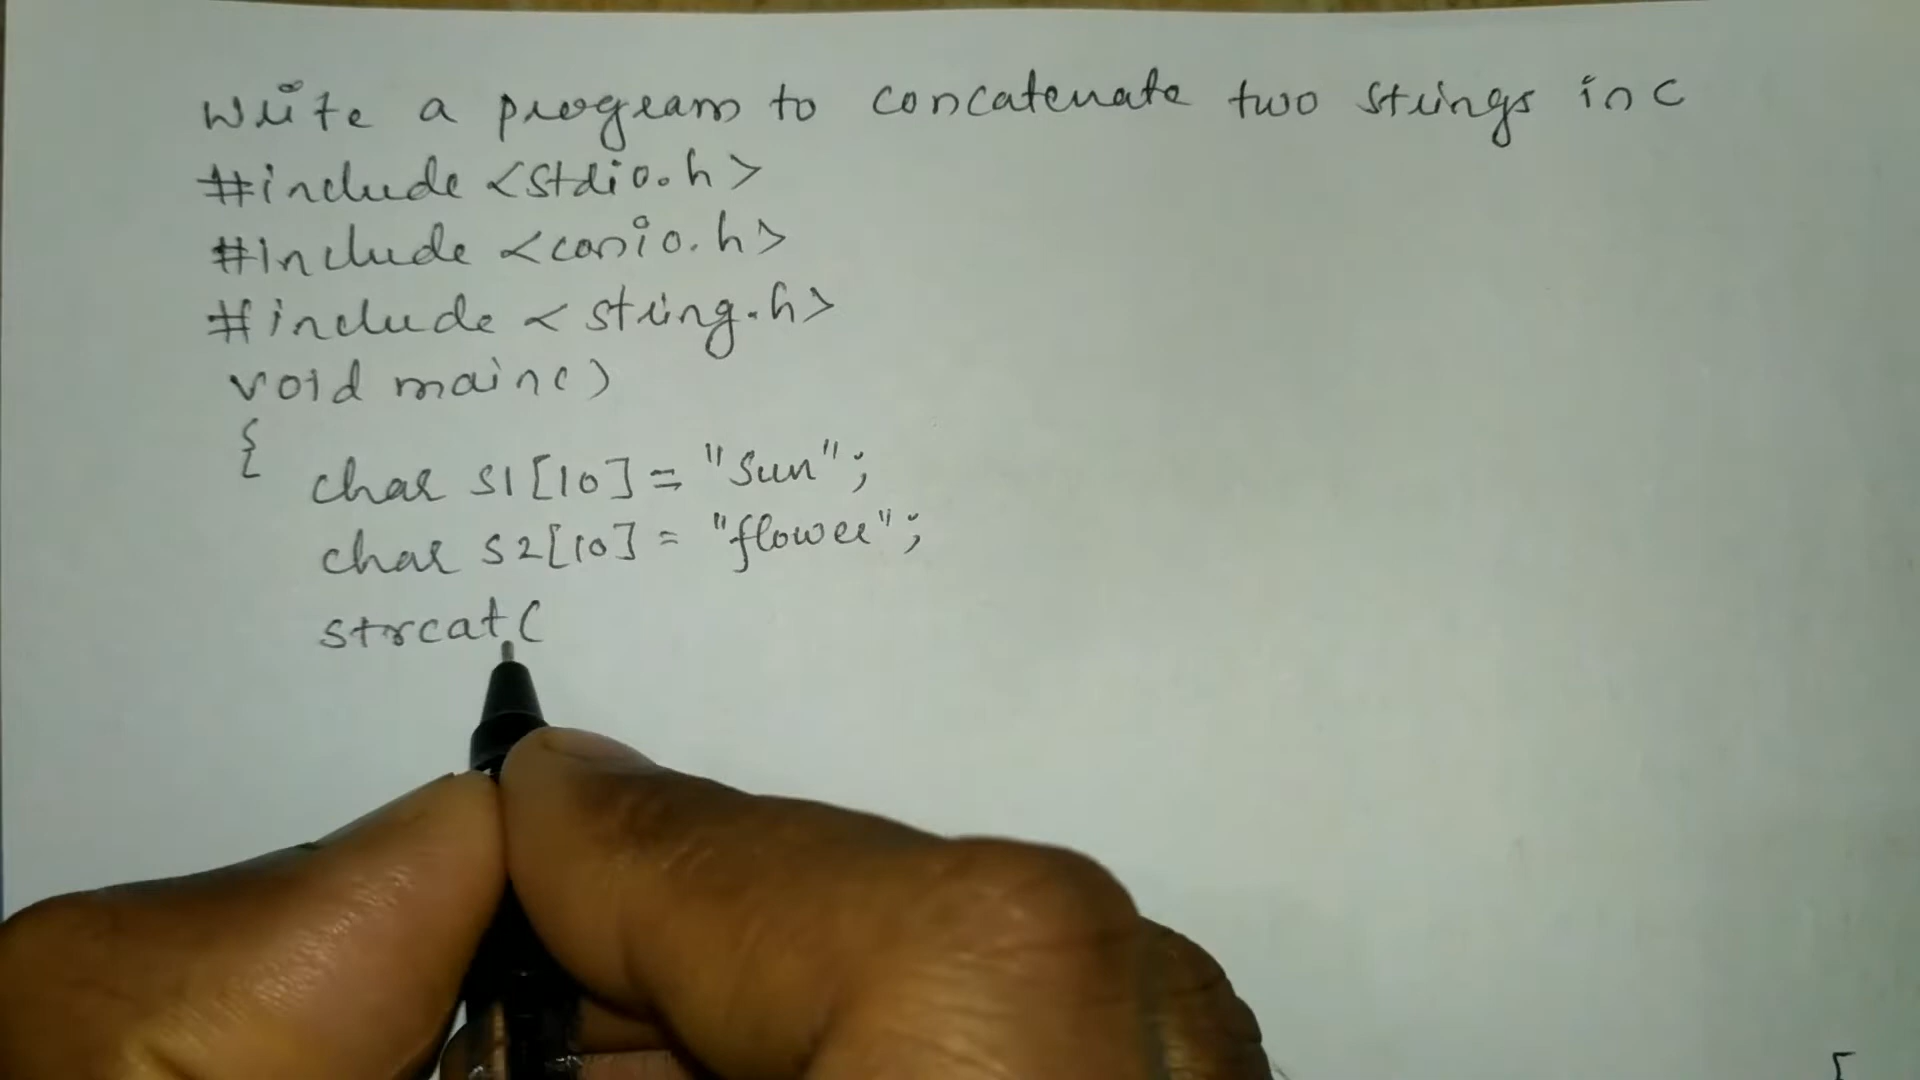 Write a program to concatenate two strings in c
#include <stdio.h>
#include <conio.h>
#include < string.h>
void main()
{
char s1[10] = "sun";
char s2[10] = "flower";
strcat(